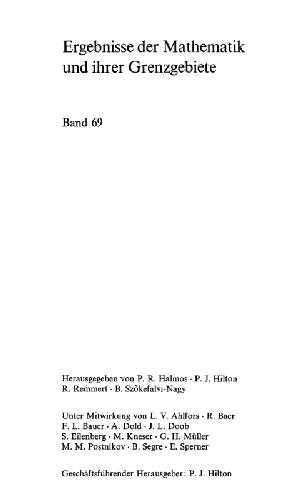 Ergebnisse der Mathematik
und ihrer Grenzgebiete
Band 69
Herausgegeben von P. R. Halmos · P. J. Hilton
R. Remmert · B. Szőkefalvi-Nagy
Unter Mitwirkung von L. V. Ahlfors · R. Baer
F. L. Bauer · A. Dold · J. L. Doob
S. Eilenberg · M. Kneser · G. H. Müller
M. M. Postnikov · B. Segre · E. Sperner
Geschäftsführender Herausgeber: P. J. Hilton